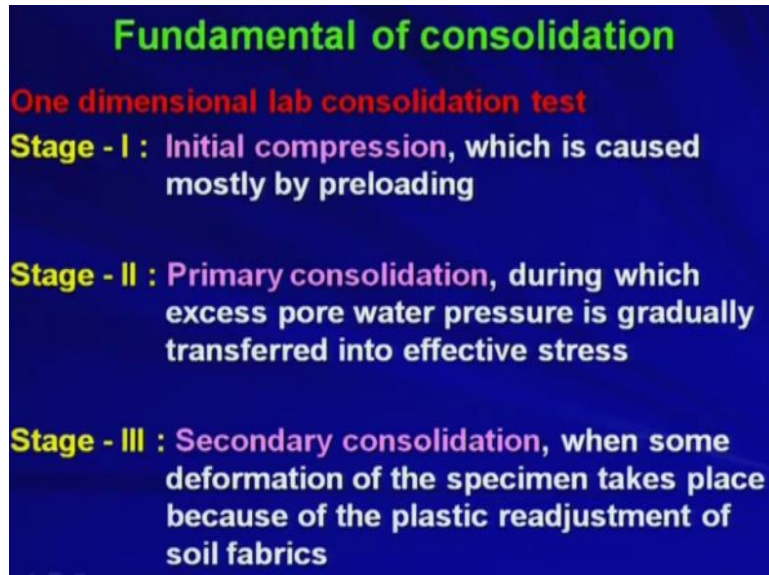 Fundamental of consolidation
One dimensional lab consolidation test
Stage - I : Initial compression, which is caused
mostly by preloading
Stage - II : Primary consolidation, during which
excess pore water pressure is gradually
transferred into effective stress
Stage - III : Secondary consolidation, when some
deformation of the specimen takes place
because of the plastic readjustment of
soil fabrics